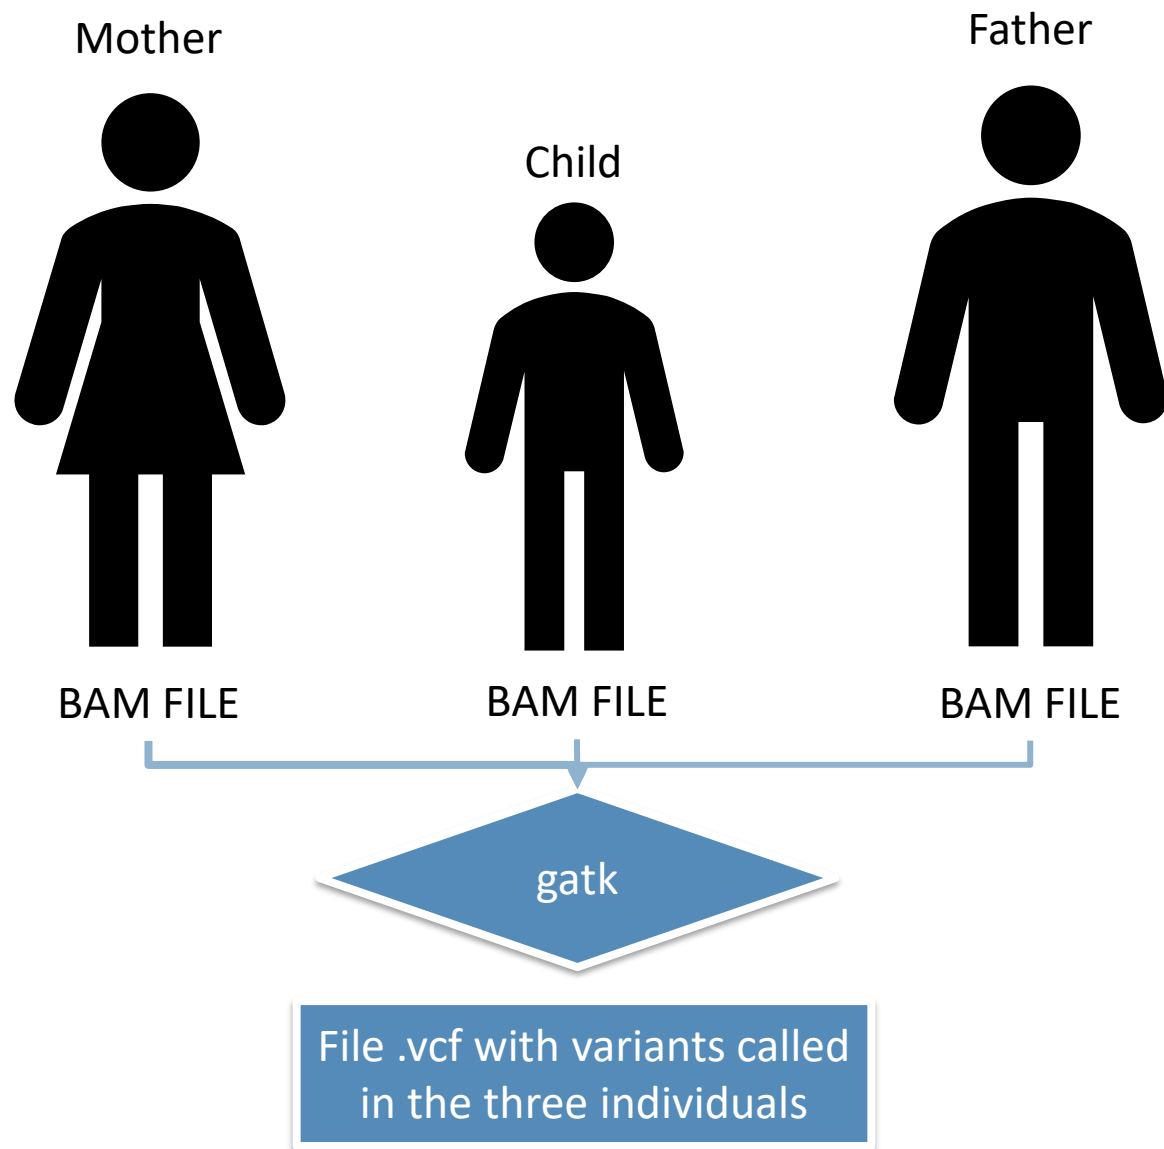 Mother
Father
Child
BAM FILE
BAM FILE
BAM FILE
gatk
File .vcf with variants called
in the three individuals